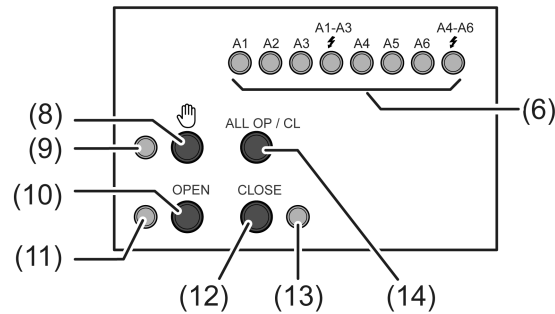 A1-A3 A4-A6
A1 A2 A3 A4 A5 A6
(6)
(8)
ALL OP / CL
(9)
(10)
OPEN CLOSE
(11)
(12) (13) (14)